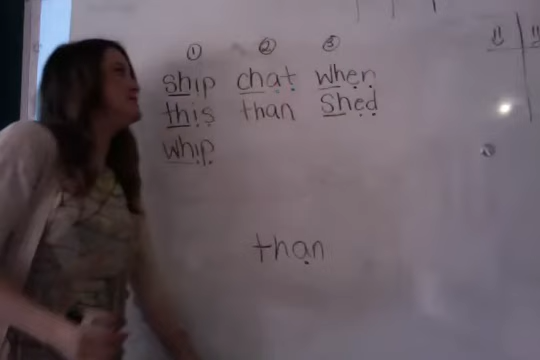 ① ② ③
ship chat when
this than shed
whip
than